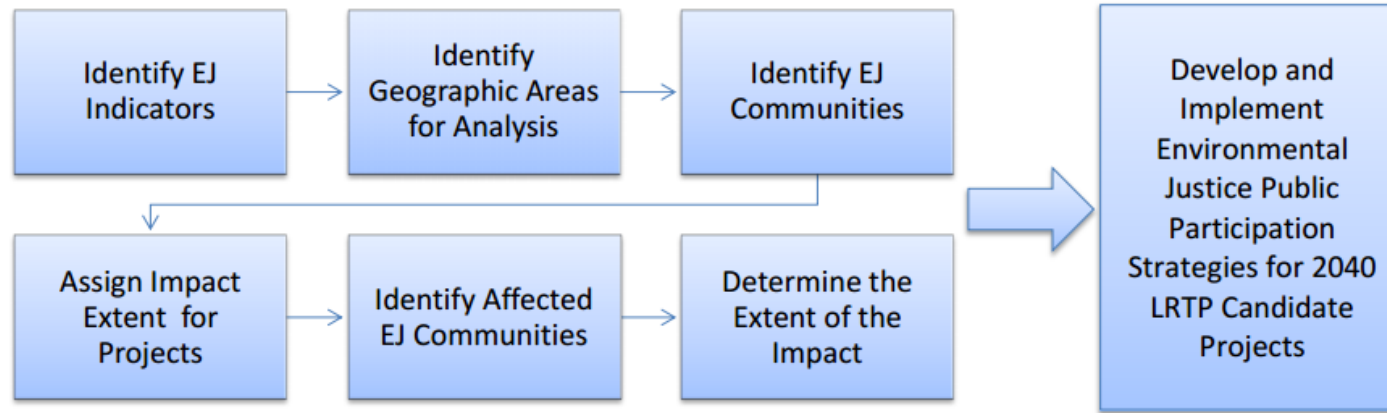 Identify EJ
Indicators
Identify
Geographic Areas
for Analysis
Identify EJ
Communities
Assign Impact
Extent for
Projects
Identify Affected
EJ Communities
Determine the
Extent of the
Impact
Develop and
Implement
Environmental
Justice Public
Participation
Strategies for 2040
LRTP Candidate
Projects